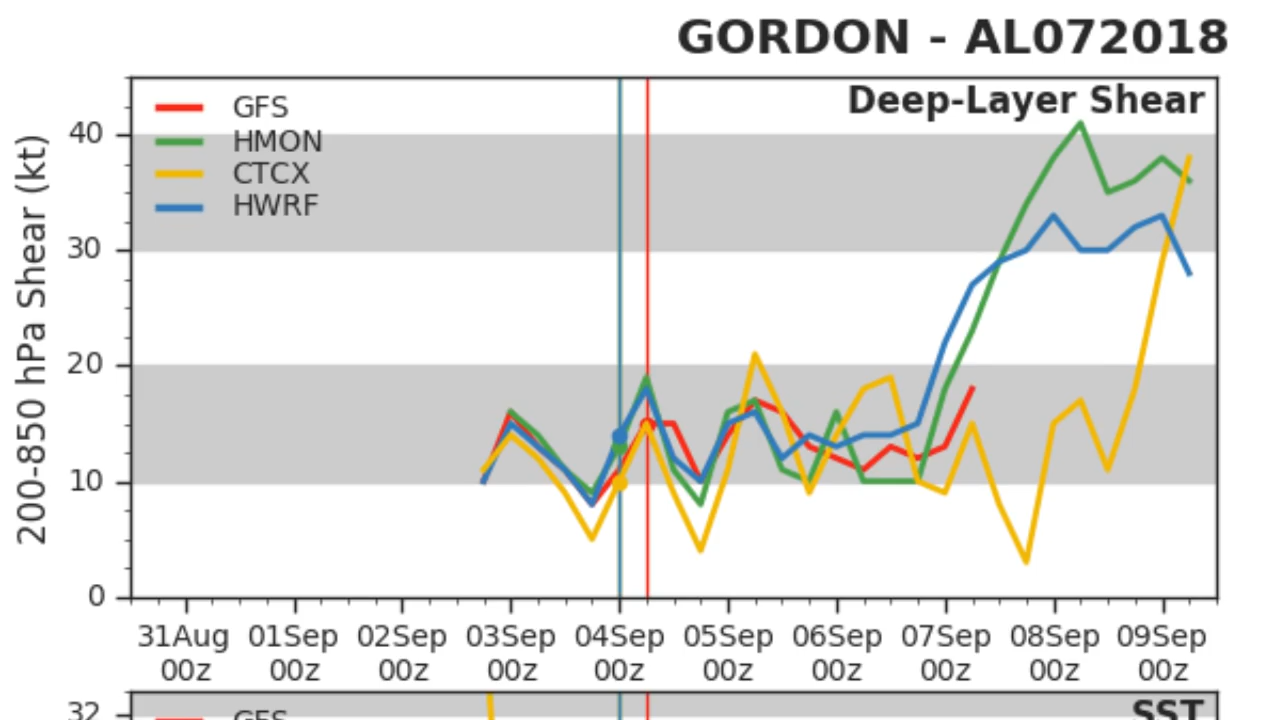 GORDON - AL072018
Deep-Layer Shear
GFS
HMON
CTCX
HWRF
200-850 hPa Shear (kt)
40
30
20
10
0
31Aug 01Sep 02Sep 03Sep 04Sep 05Sep 06Sep 07Sep 08Sep 09Sep
00z 00z 00z 00z 00z 00z 00z 00z 00z 00z
32
GFS
SST